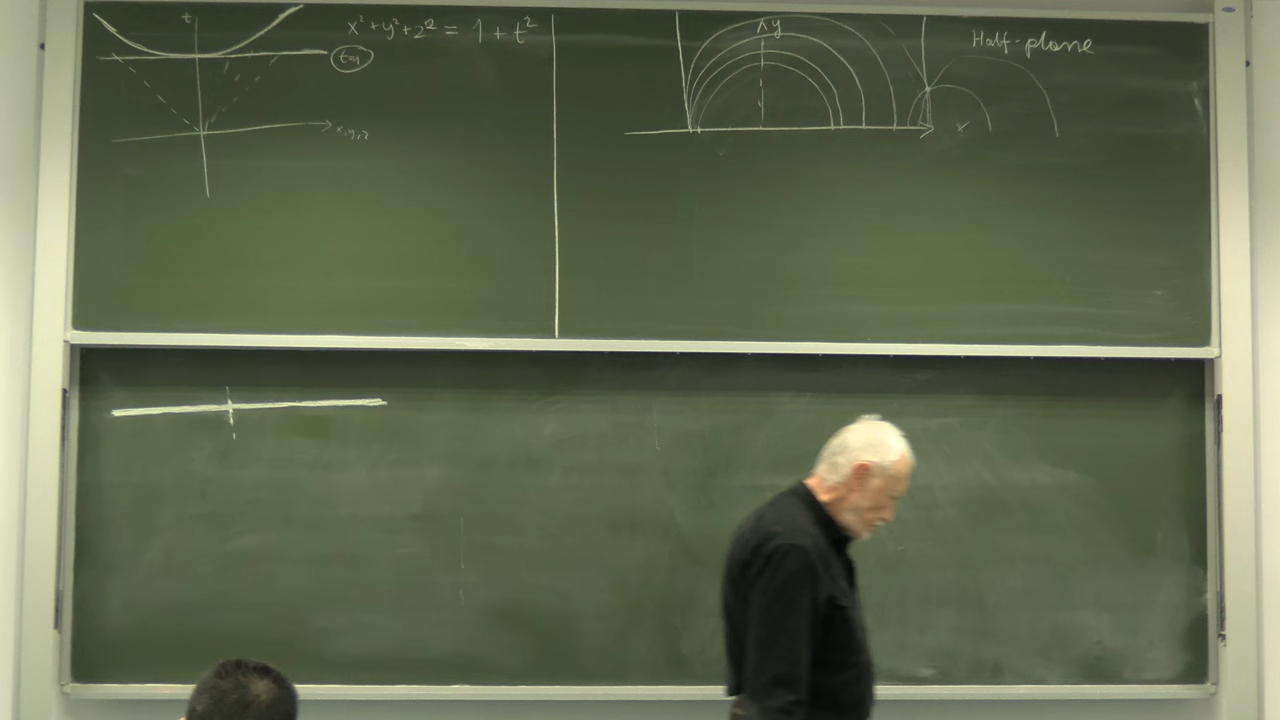 t
x²+y²+z² = 1+t²
t=1
x,y,z
y
Half-plane
x